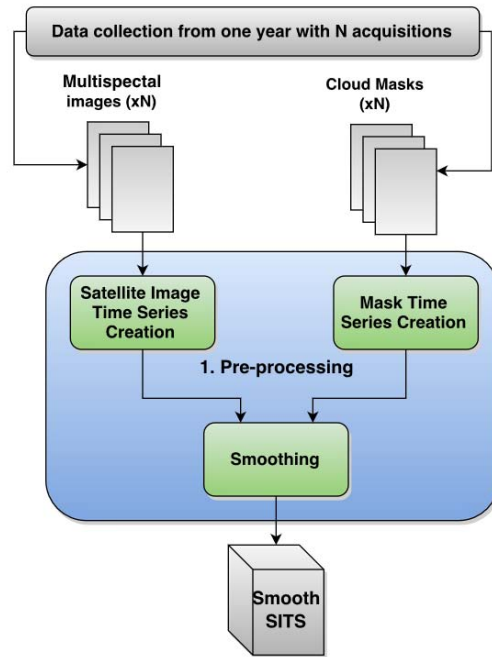 Data collection from one year with N acquisitions
Multispectal
images (xN)
Cloud Masks
(xN)
Satellite Image
Time Series
Creation
Mask Time
Series Creation
1. Pre-processing
Smoothing
Smooth
SITS